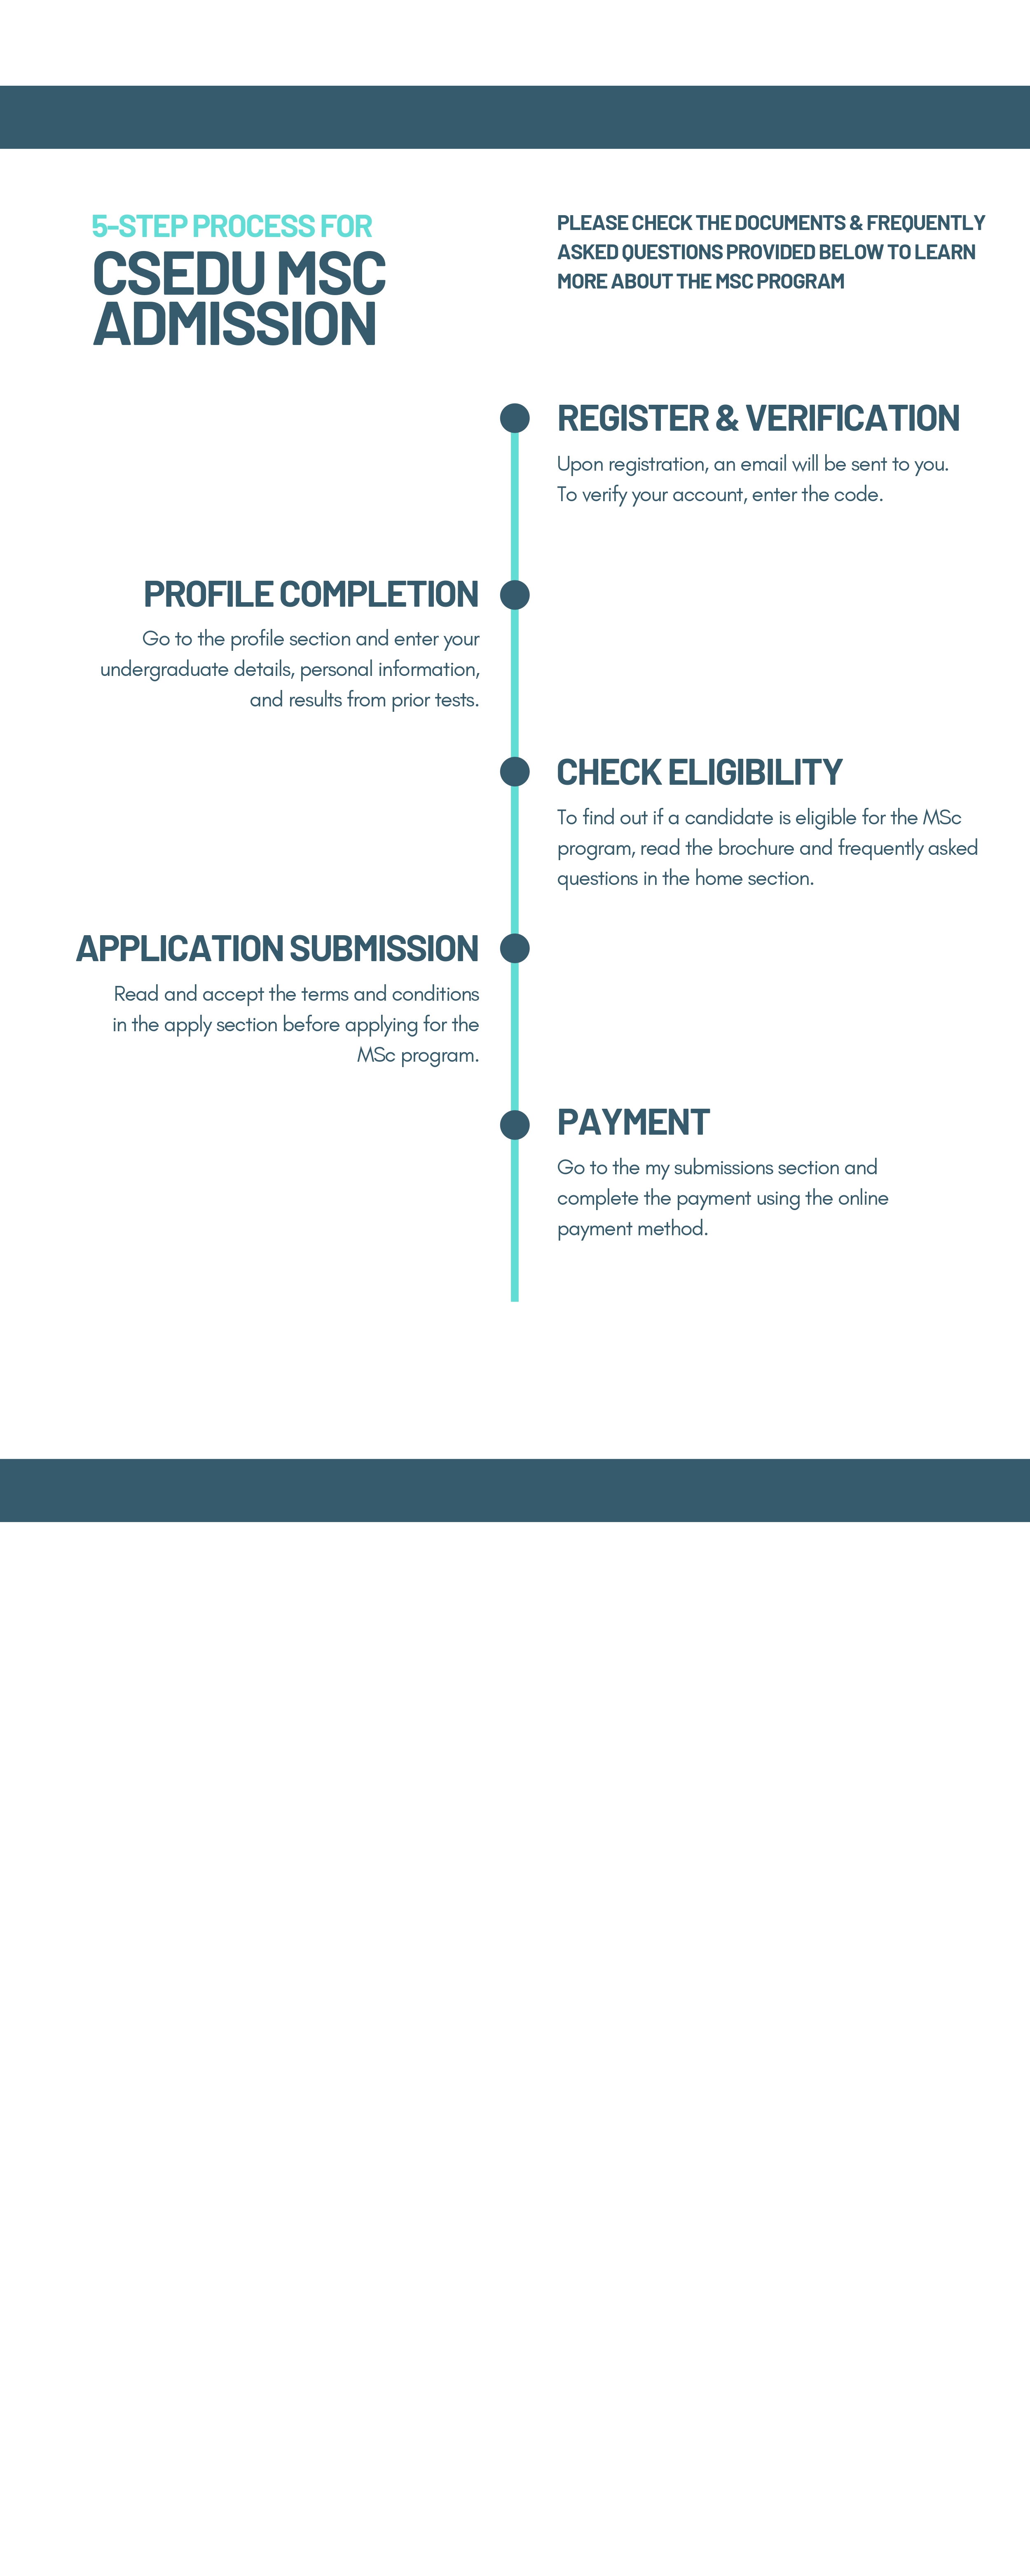 5-STEP PROCESS FOR
CSEDU MSC
ADMISSION
PLEASE CHECK THE DOCUMENTS & FREQUENTLY
ASKED QUESTIONS PROVIDED BELOW TO LEARN
MORE ABOUT THE MSC PROGRAM
REGISTER & VERIFICATION
Upon registration, an email will be sent to you.
To verify your account, enter the code.
PROFILE COMPLETION
Go to the profile section and enter your
undergraduate details, personal information,
and results from prior tests.
CHECK ELIGIBILITY
To find out if a candidate is eligible for the MSc
program, read the brochure and frequently asked
questions in the home section.
APPLICATION SUBMISSION
Read and accept the terms and conditions
in the apply section before applying for the
MSc program.
PAYMENT
Go to the my submissions section and
complete the payment using the online
payment method.